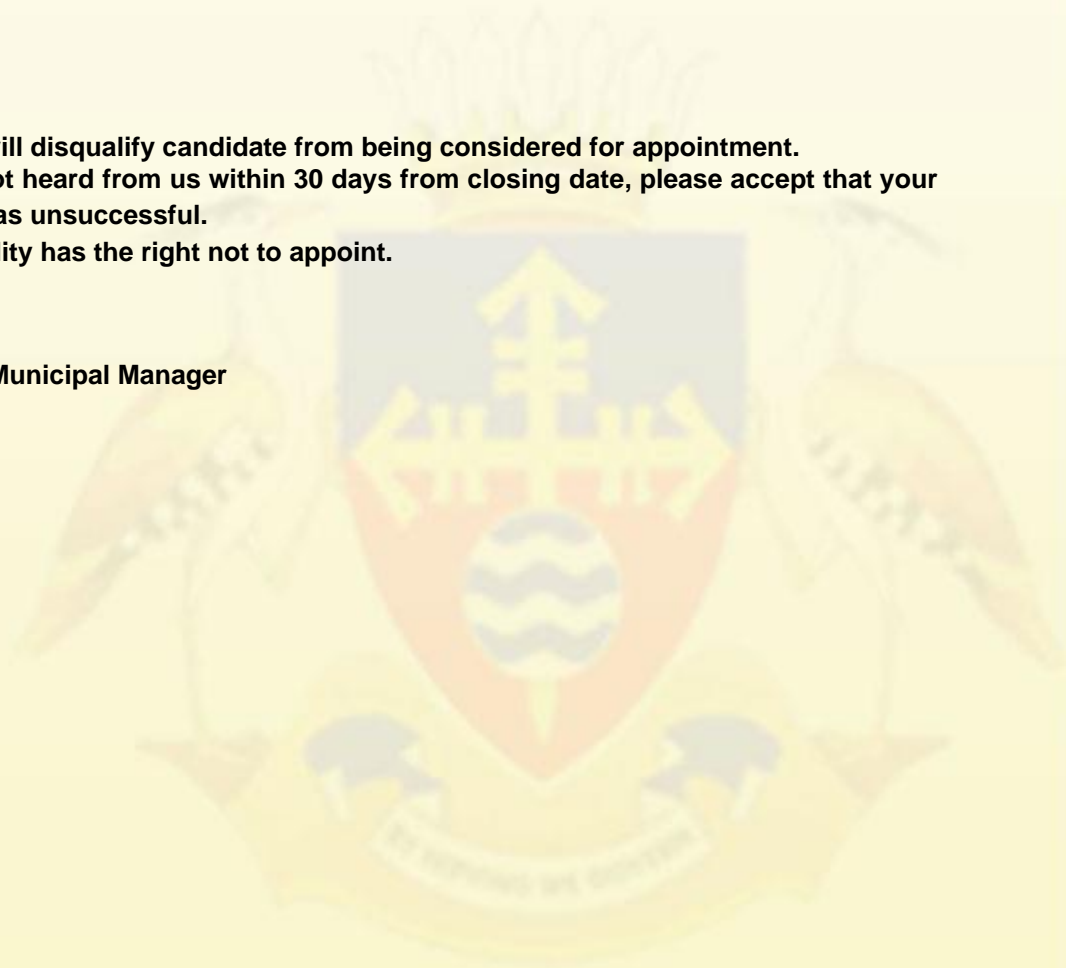 ill disqualify candidate from being considered for appointment.
ot heard from us within 30 days from closing date, please accept that your
as unsuccessful.
lity has the right not to appoint.
Municipal Manager